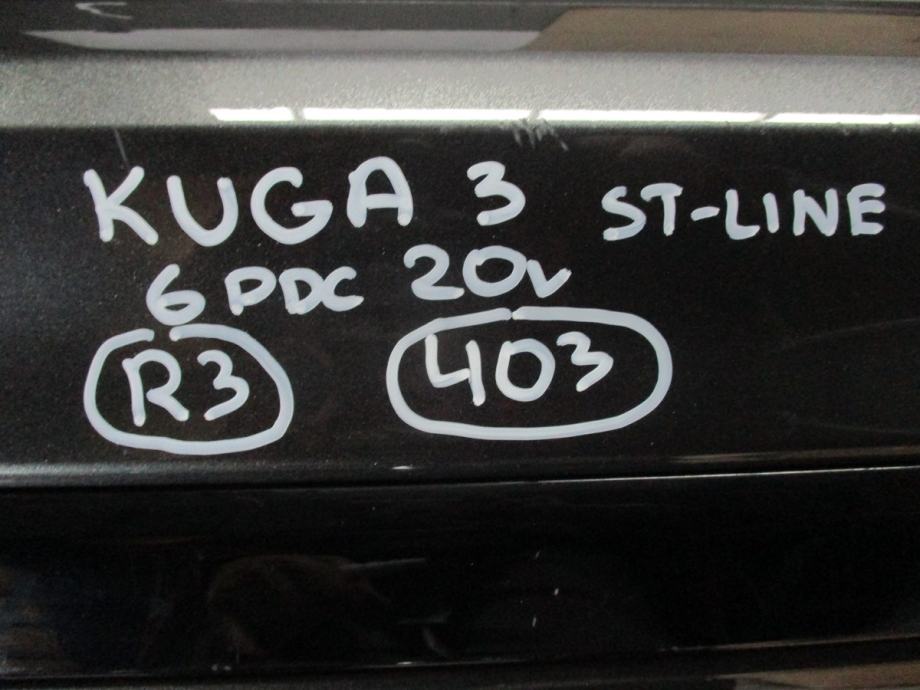 KUGA 3 ST-LINE
6 PDC 20v
R3 403